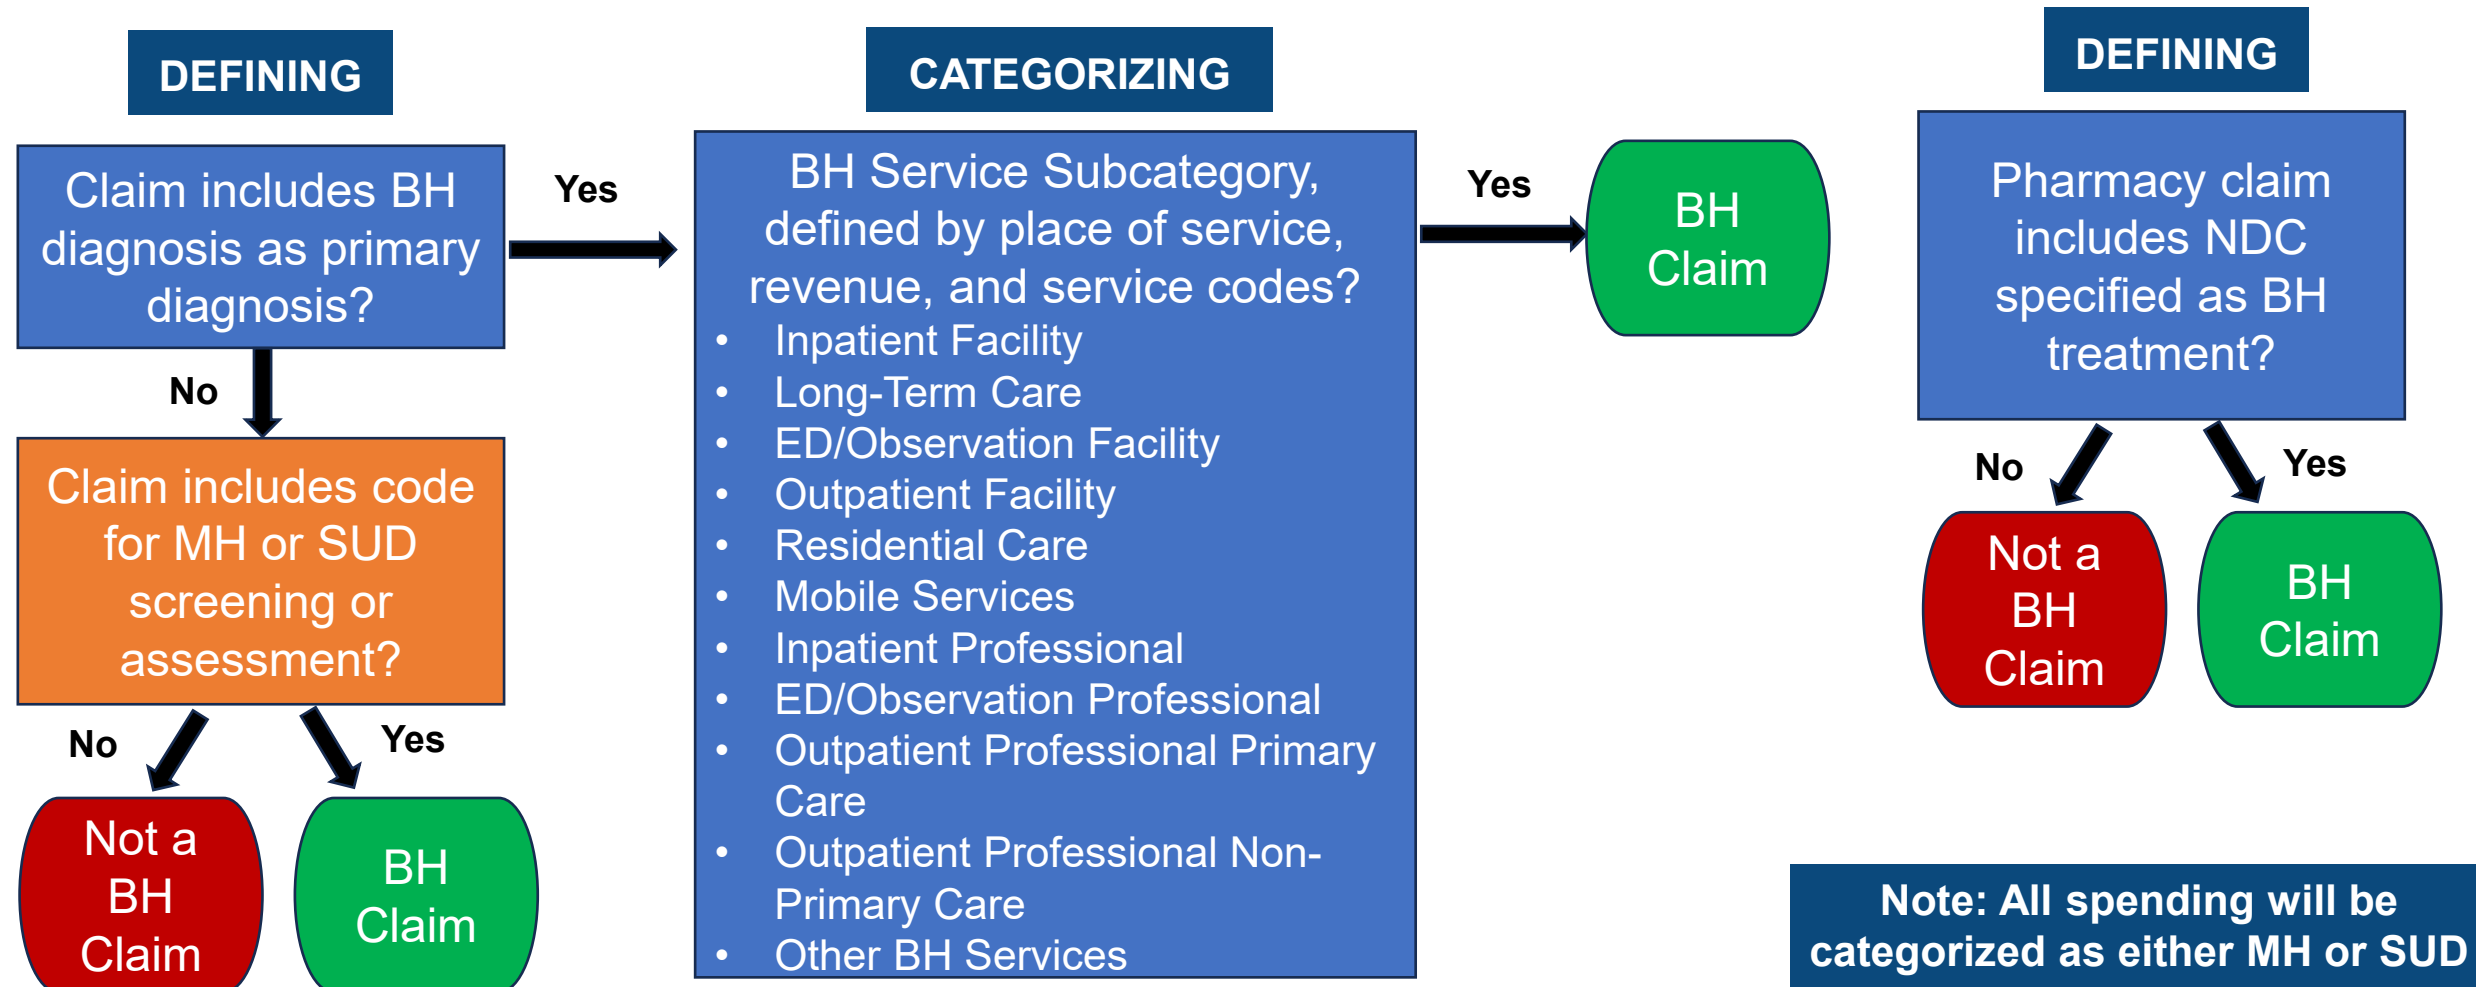 DEFINING
Claim includes BH
diagnosis as primary
diagnosis?
Yes
No
Claim includes code
for MH or SUD
screening or
assessment?
No
Yes
Not a
BH
Claim
BH
Claim
CATEGORIZING
BH Service Subcategory,
defined by place of service,
revenue, and service codes?
• Inpatient Facility
• Long-Term Care
• ED/Observation Facility
• Outpatient Facility
• Residential Care
• Mobile Services
• Inpatient Professional
• ED/Observation Professional
• Outpatient Professional Primary
Care
• Outpatient Professional Non-
Primary Care
• Other BH Services
Yes
BH
Claim
DEFINING
Pharmacy claim
includes NDC
specified as BH
treatment?
No
Yes
Not a
BH
Claim
BH
Claim
Note: All spending will be
categorized as either MH or SUD